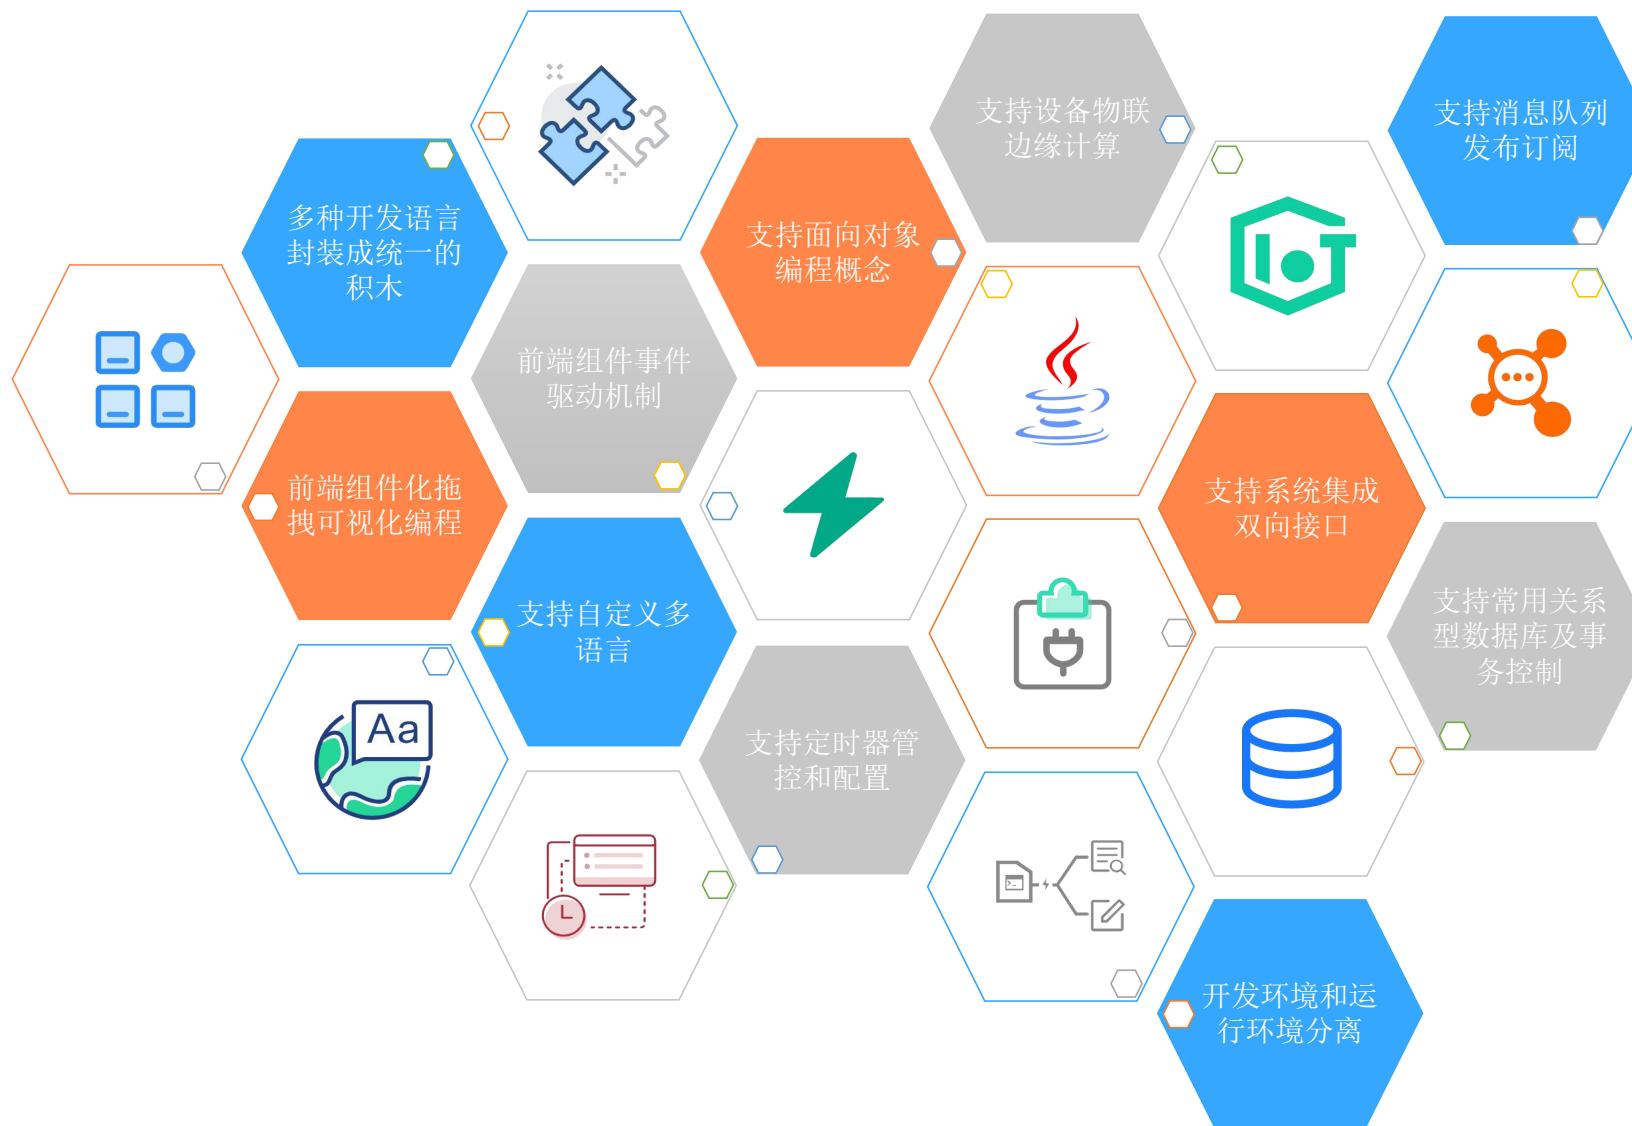 支持设备物联
边缘计算
支持消息队列
发布订阅
多种开发语言
封装成统一的
积木
支持面向对象
编程概念
前端组件事件
驱动机制
前端组件化拖
拽可视化编程
支持系统集成
双向接口
支持自定义多
语言
支持常用关系
型数据库及事
务控制
Aa
支持定时器管
控和配置
开发环境和运
行环境分离